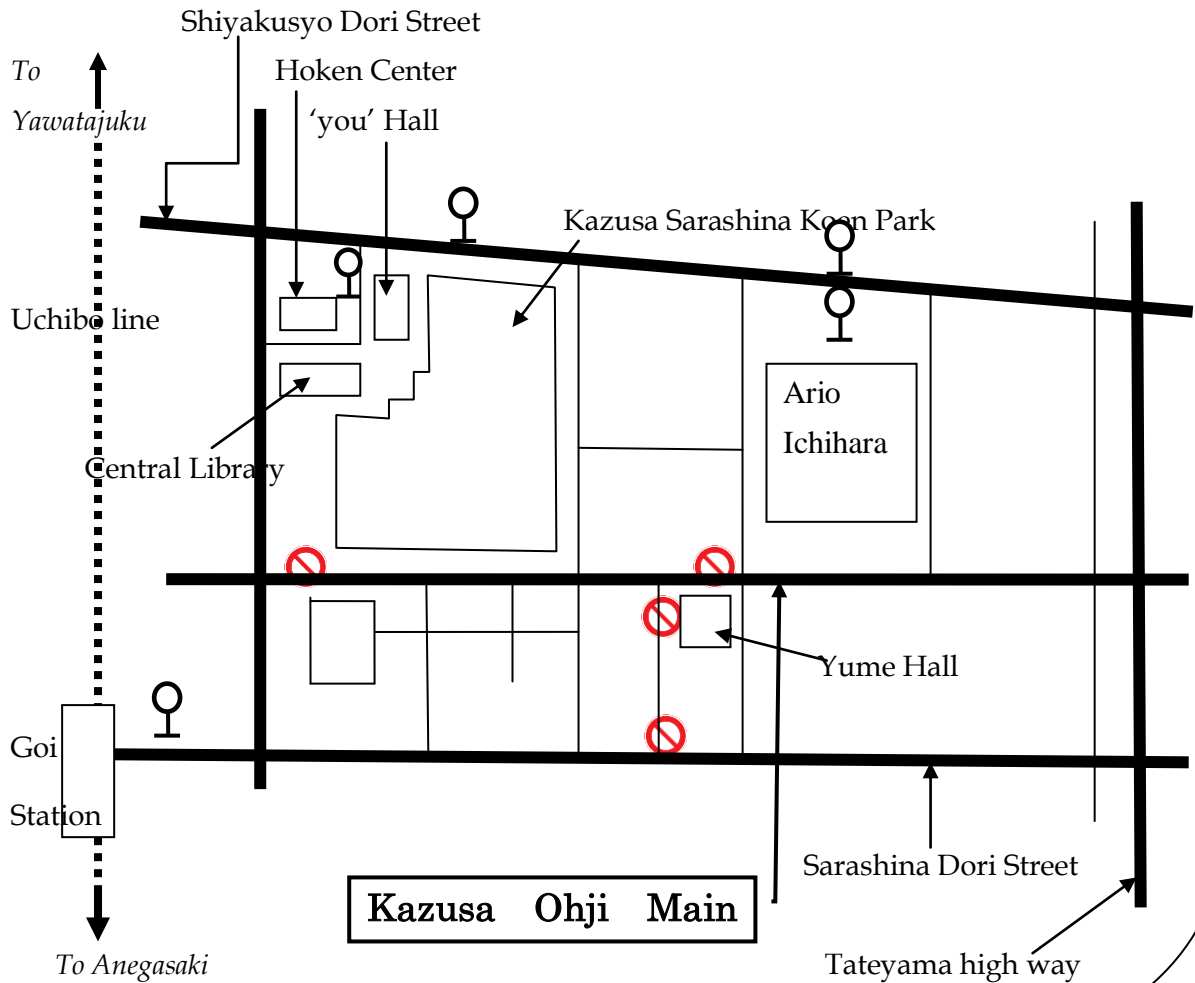 Shiyakusyo Dori Street
To
Yawatajuku
Hoken Center
‘you’ Hall
Kazusa Sarashina Koen Park
Uchibo line
Ario
Ichihara
Central Library
Yume Hall
Goi
Station
Sarashina Dori Street
Kazusa Ohji Main
To Anegasaki
Tateyama high way